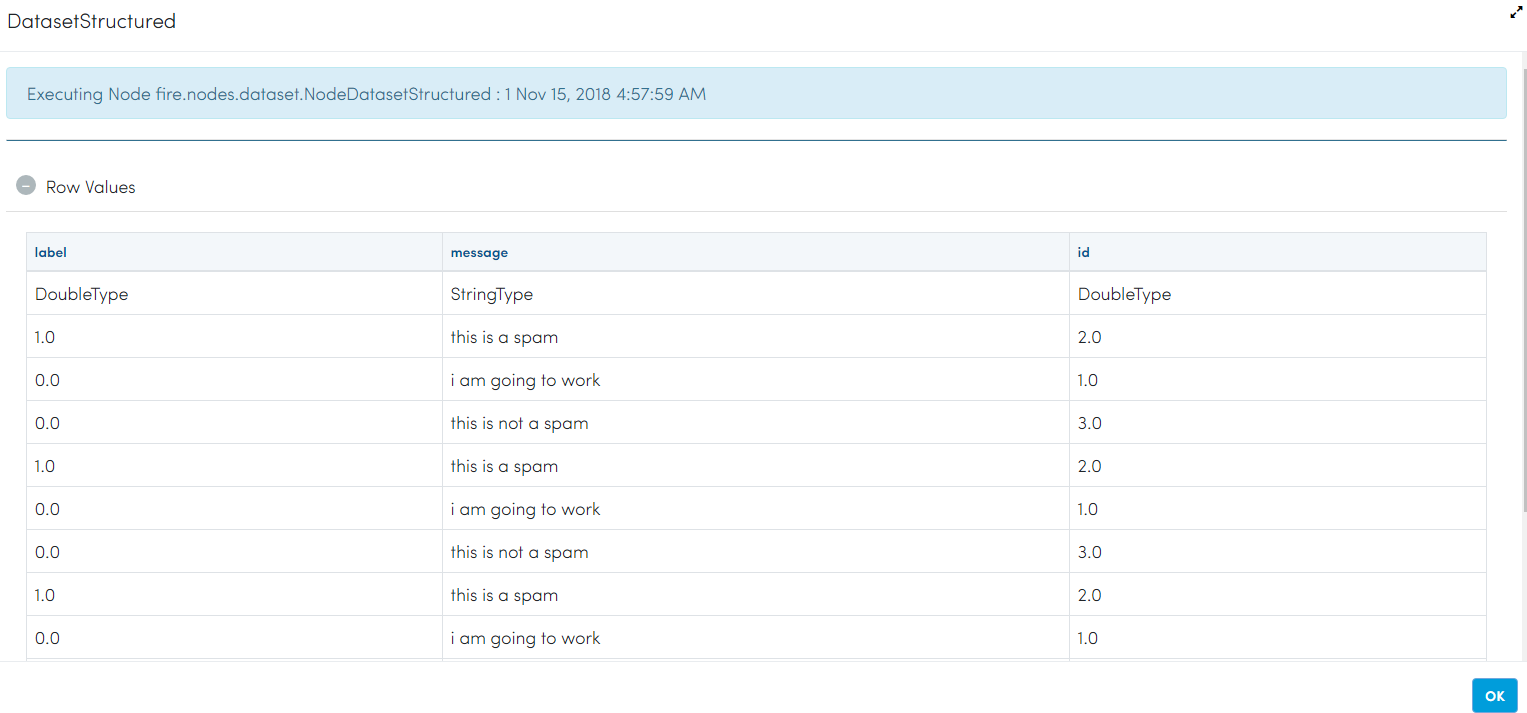 DatasetStructured
Executing Node fire.nodes.dataset.NodeDatasetStructured : 1 Nov 15, 2018 4:57:59 AM
Row Values
label message id
DoubleType StringType DoubleType
1.0 this is a spam 2.0
0.0 i am going to work 1.0
0.0 this is not a spam 3.0
1.0 this is a spam 2.0
0.0 i am going to work 1.0
0.0 this is not a spam 3.0
1.0 this is a spam 2.0
0.0 i am going to work 1.0
OK